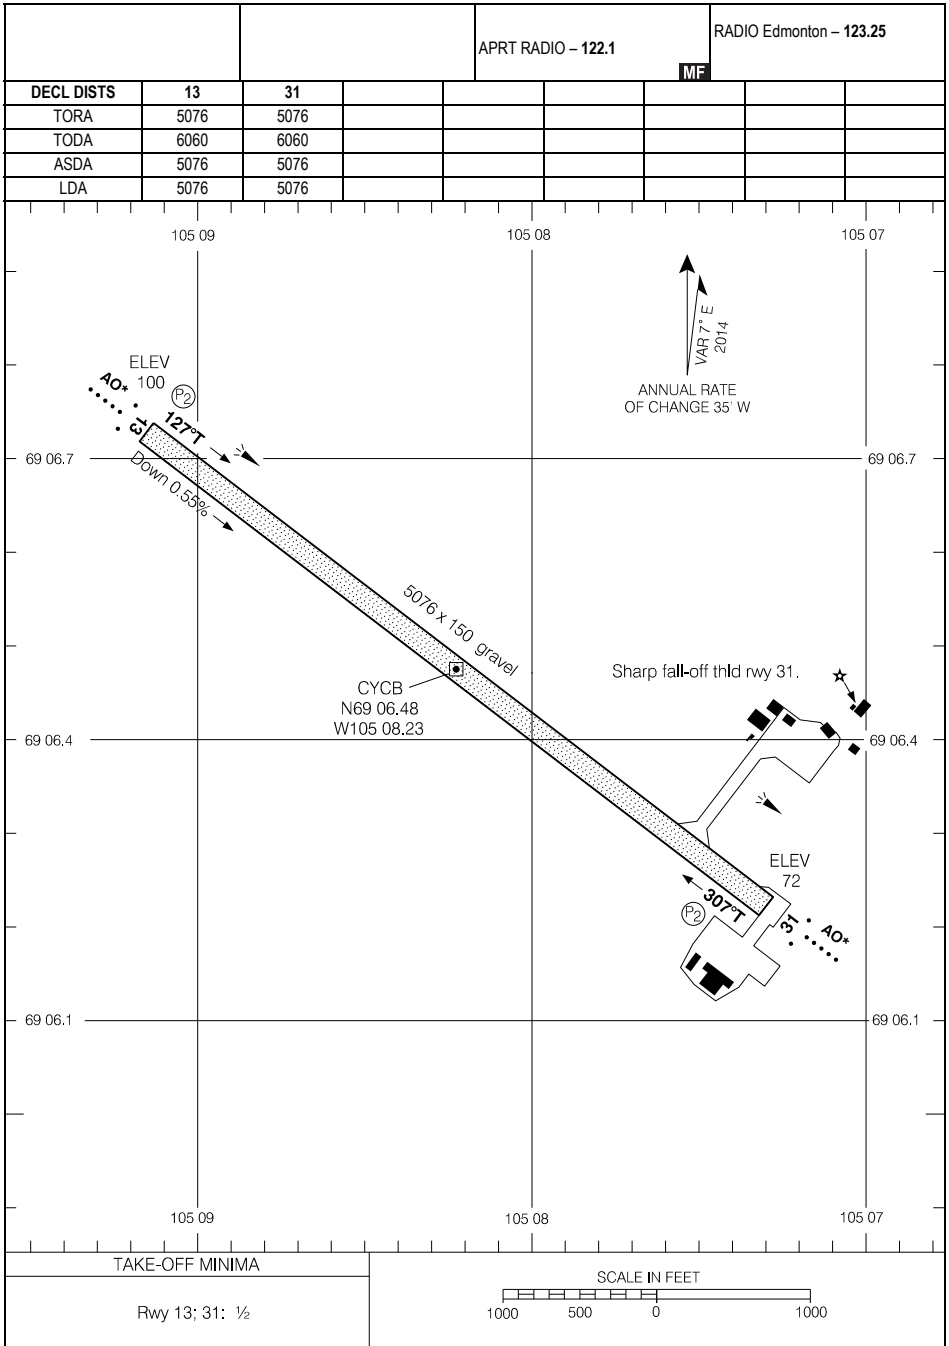 APRT RADIO – 122.1
MF
RADIO Edmonton – 123.25
DECL DISTS 13 31
TORA 5076 5076
TODA 6060 6060
ASDA 5076 5076
LDA 5076 5076
105 09 105 08 105 07
VAR 7° E
2014
ANNUAL RATE
OF CHANGE 35' W
ELEV
100
AO*
P2
13
127°T
69 06.7 69 06.7
Down 0.55%
5076 x 150 gravel
Sharp fall-off thld rwy 31.
CYCB
N69 06.48
W105 08.23
69 06.4 69 06.4
ELEV
72
307°T
P2
31
AO*
69 06.1 69 06.1
105 09 105 08 105 07
TAKE-OFF MINIMA
Rwy 13; 31: ½
SCALE IN FEET
1000 500 0 1000